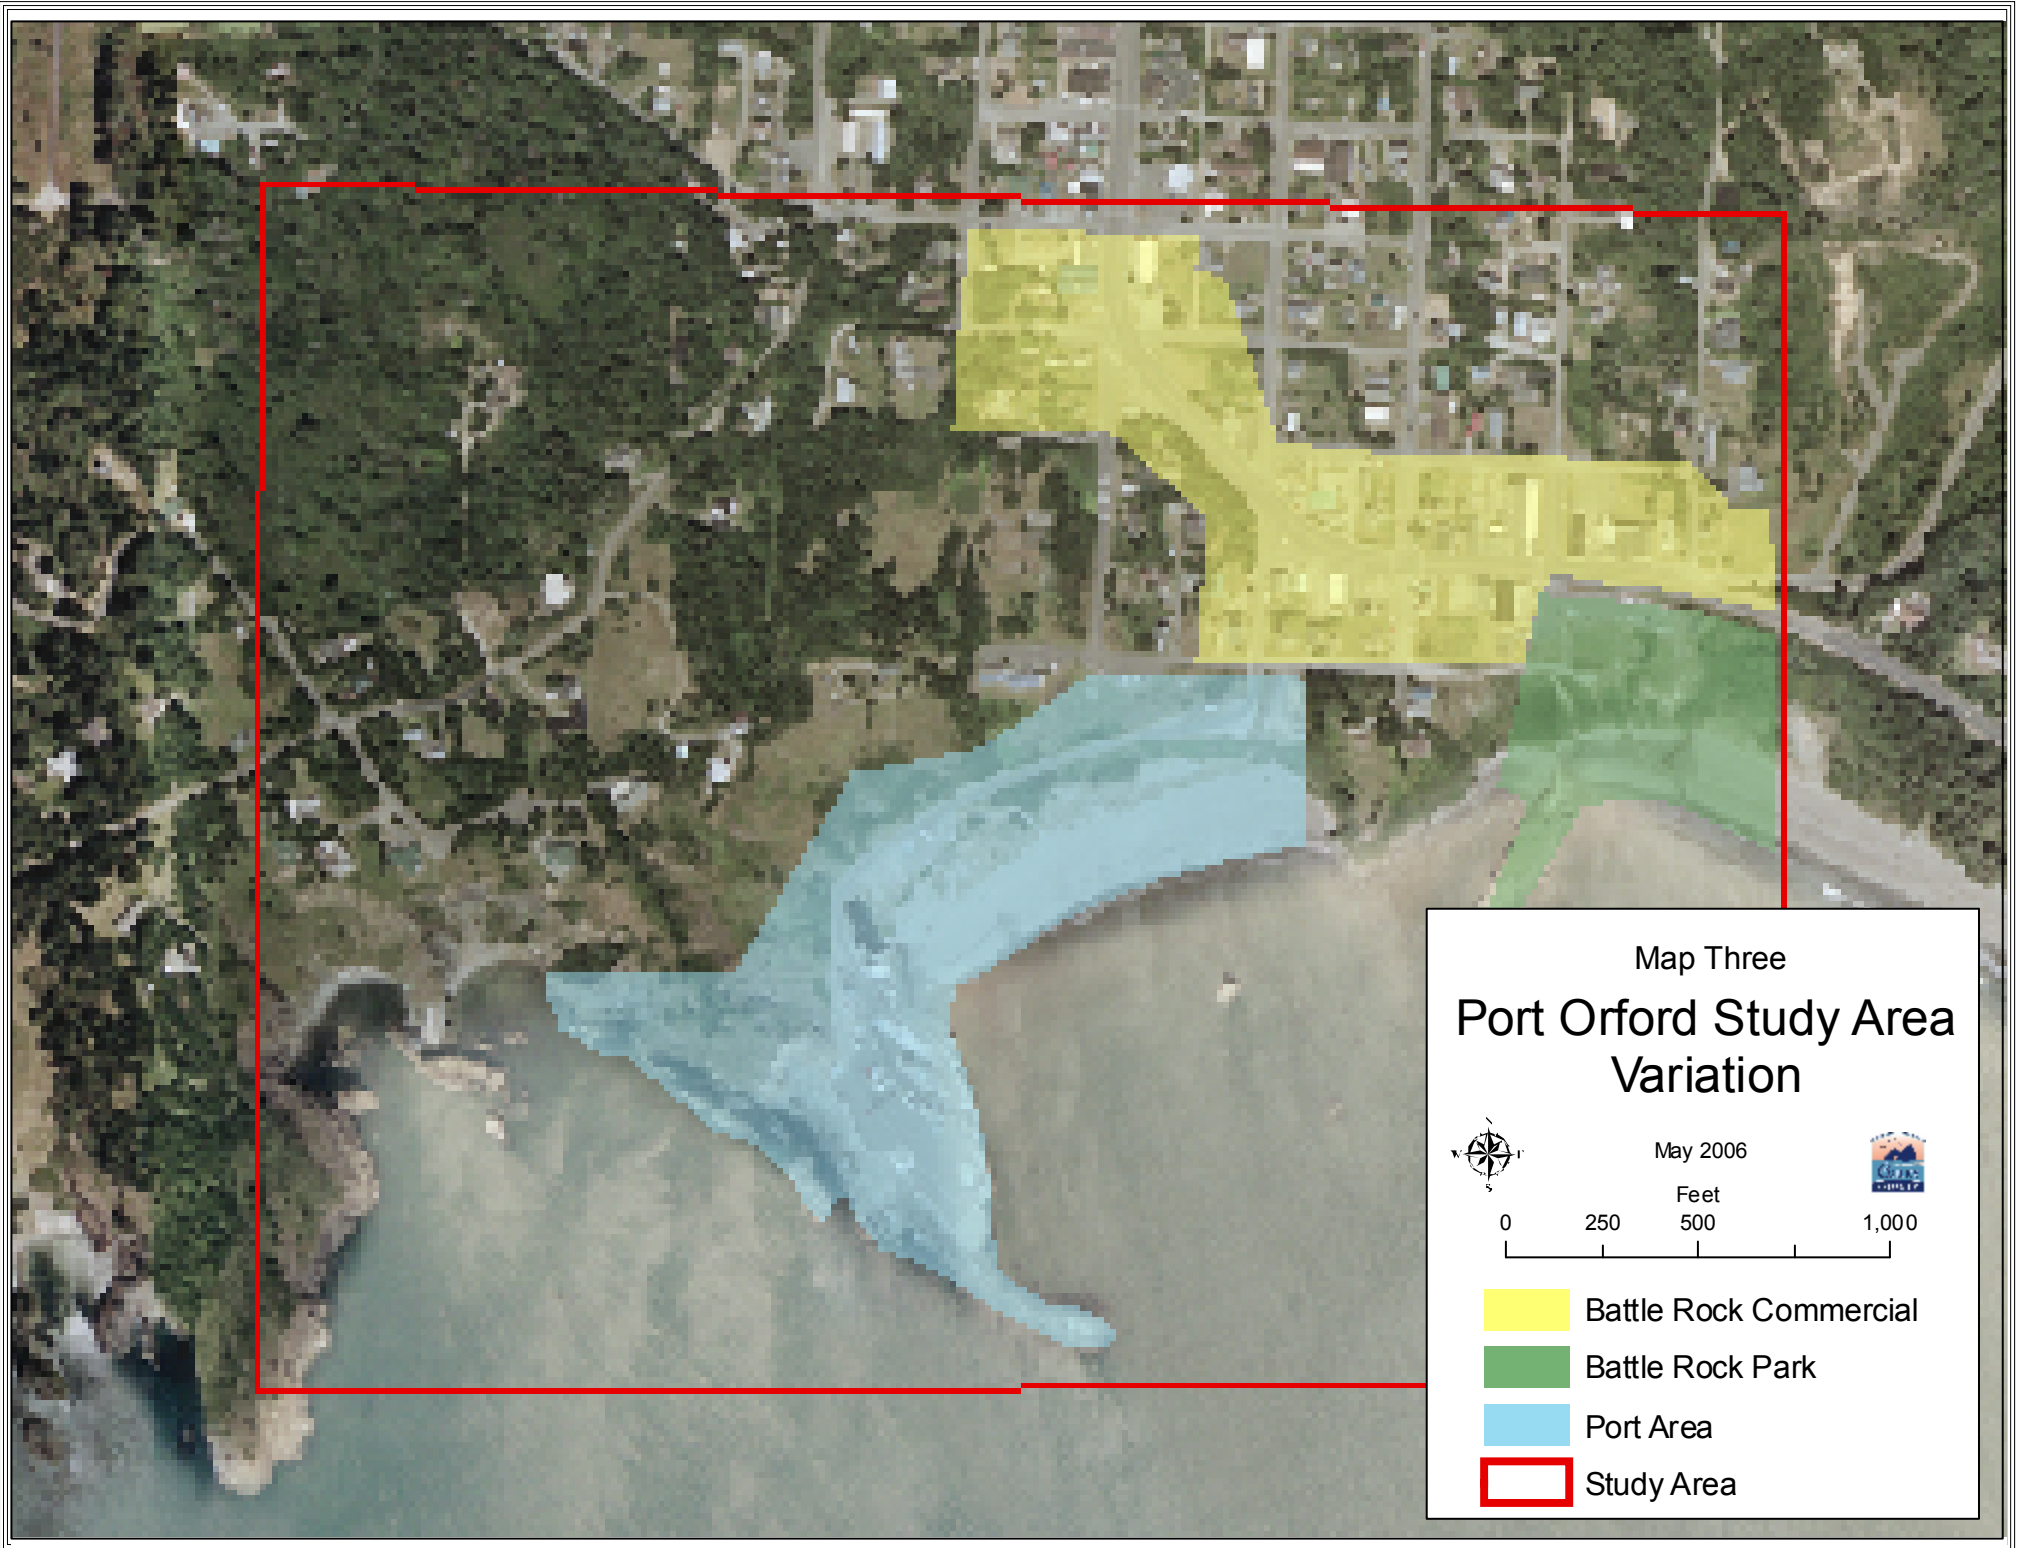 Map Three
Port Orford Study Area
Variation
May 2006
Feet
0 250 500 1,000
W
S
Battle Rock Commercial
Battle Rock Park
Port Area
Study Area